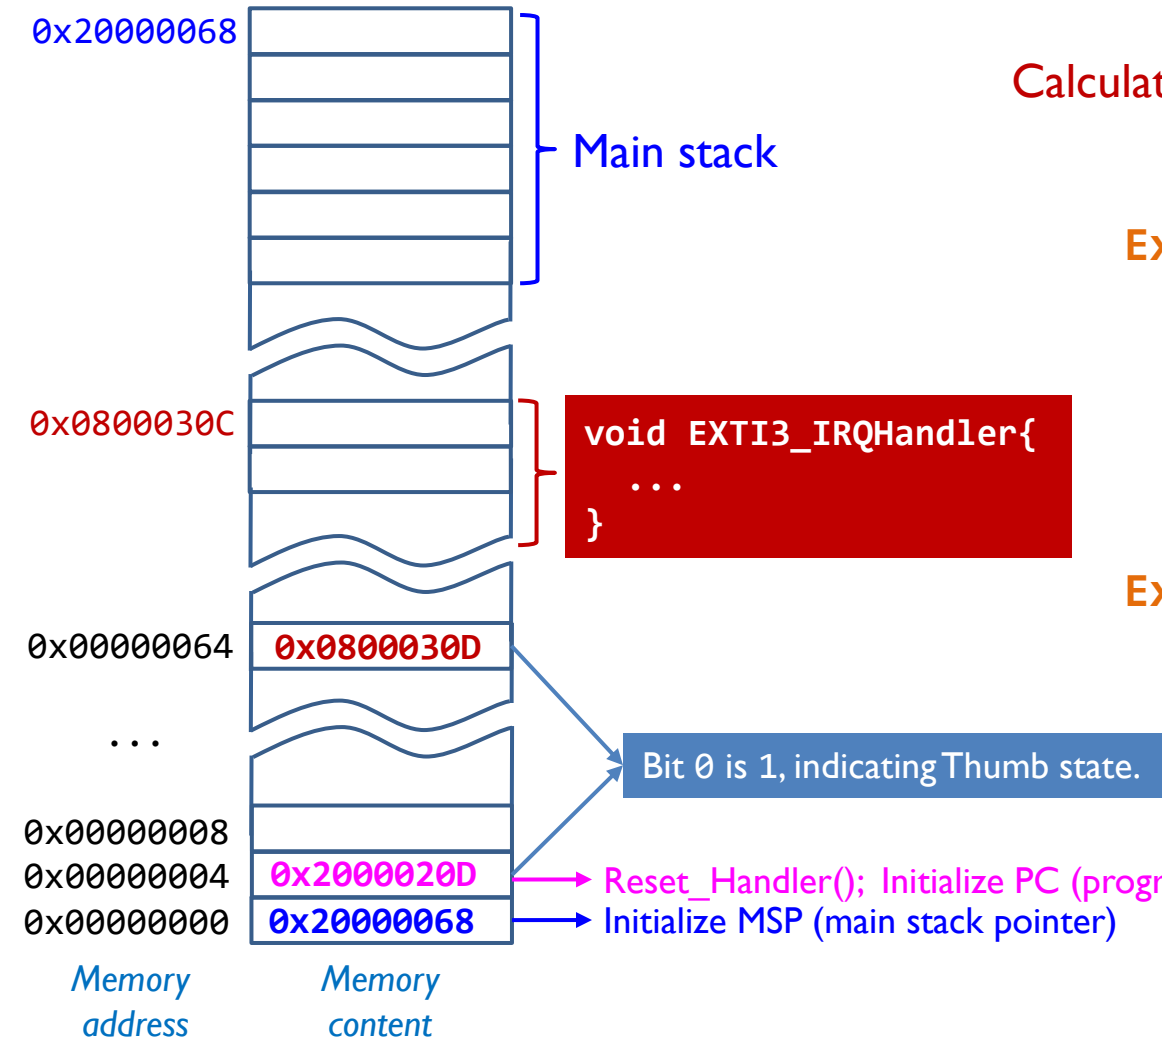 0x20000068
Calculat
Main stack
Ex
0x0800030C
void EXTI3_IRQHandler{
...
}
Ex
0x00000064
0x0800030D
...
Bit 0 is 1, indicating Thumb state.
0x00000008
0x00000004
0x2000020D
Reset_Handler(); Initialize PC (progr
0x00000000
0x20000068
Initialize MSP (main stack pointer)
Memory
address
Memory
content